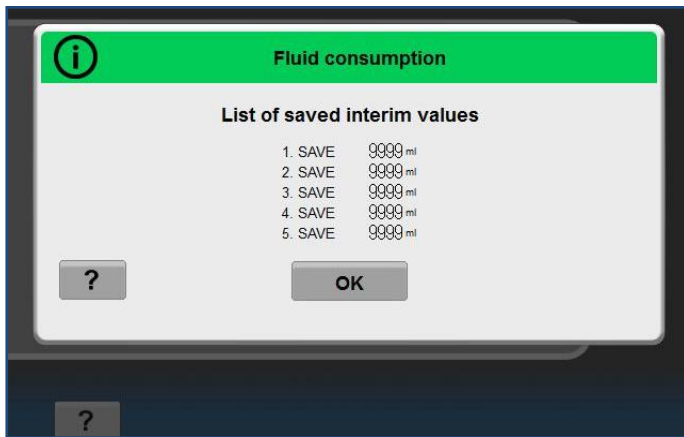 i
Fluid consumption
List of saved interim values
1. SAVE 9999 ml
2. SAVE 9999 ml
3. SAVE 9999 ml
4. SAVE 9999 ml
5. SAVE 9999 ml
? OK
?